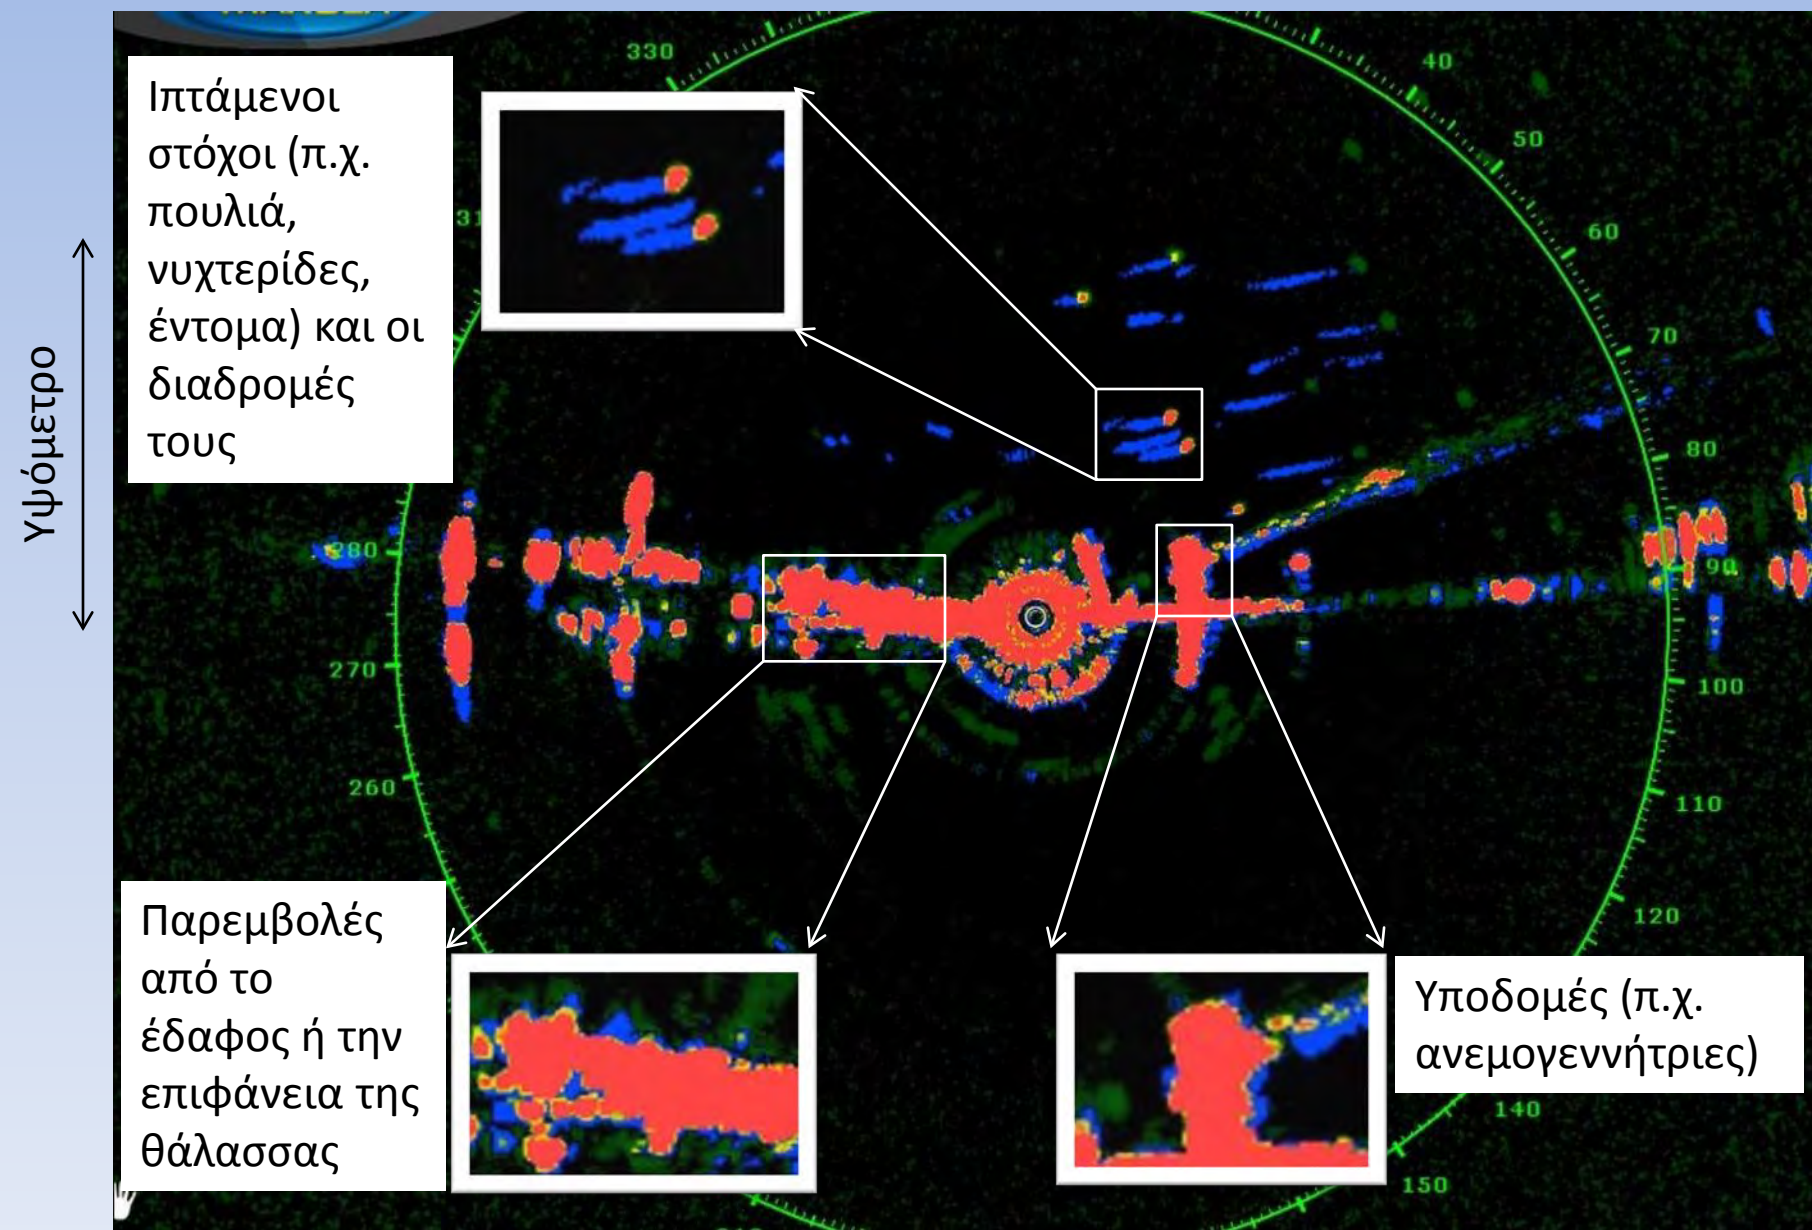 330
40
50
60
70
80
90
100
110
120
140
150
260
270
280
31
Ιπτάμενοι
στόχοι (π.χ.
πουλιά,
νυχτερίδες,
έντομα) και οι
διαδρομές
τους
Υψόμετρο
Παρεμβολές
από το
έδαφος ή την
επιφάνεια της
θάλασσας
Υποδομές (π.χ.
ανεμογεννήτριες)